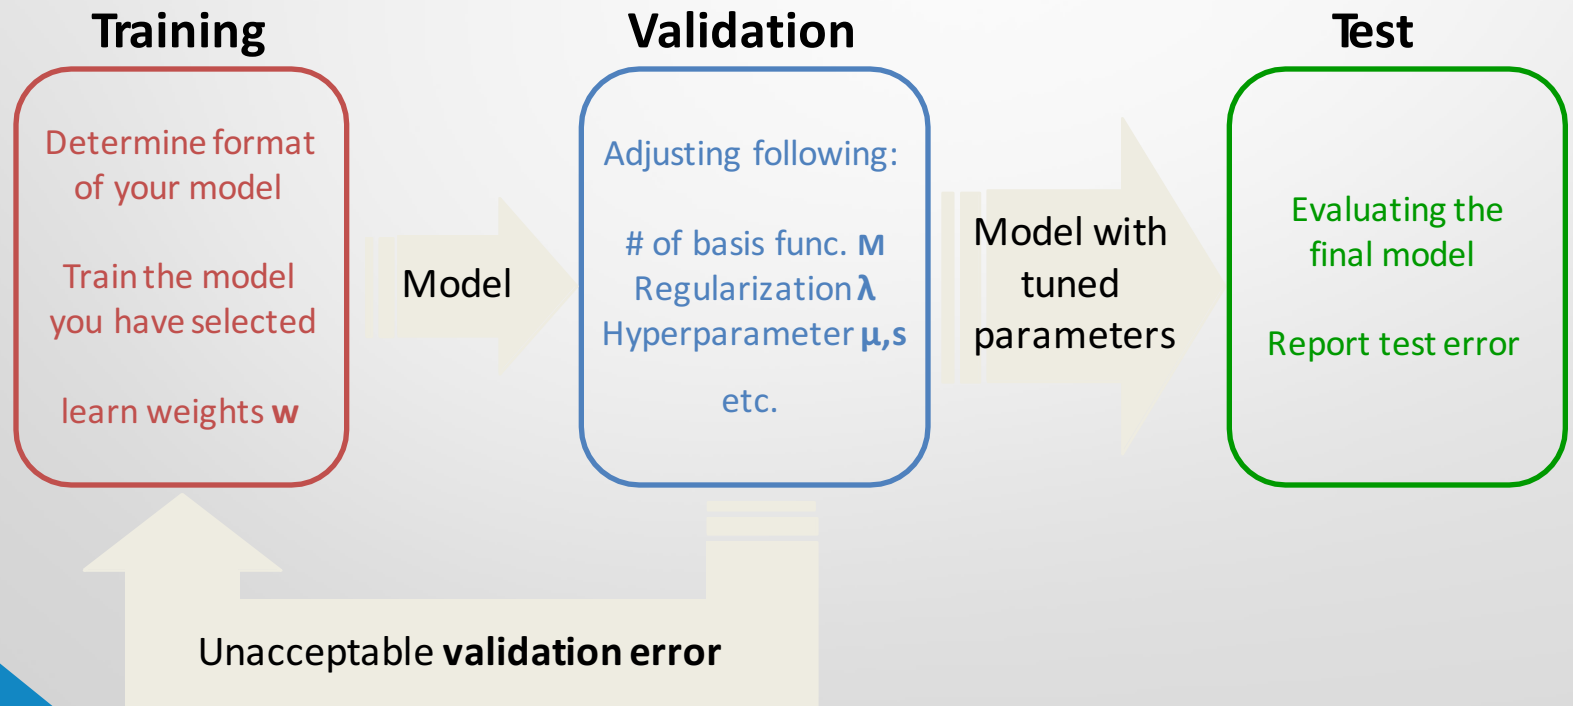 Training
Determine format
of your model
Train the model
you have selected
learn weights w
Model
Validation
Adjusting following:
# of basis func. M
Regularization λ
Hyperparameter μ,s
etc.
Model with
tuned
parameters
Test
Evaluating the
final model
Report test error
Unacceptable validation error